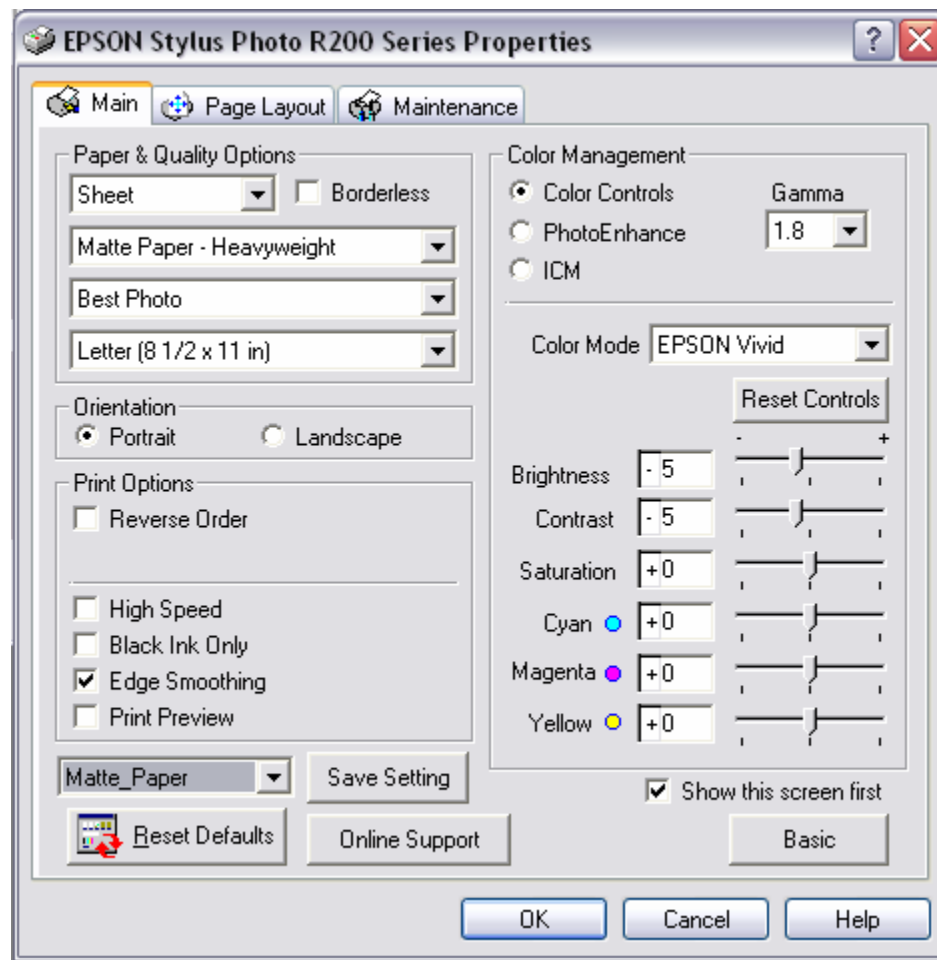 EPSON Stylus Photo R200 Series Properties
?
Main
Page Layout
Maintenance
Paper & Quality Options
Sheet
Borderless
Matte Paper - Heavyweight
Best Photo
Letter (8 1/2 x 11 in)
Orientation
Portrait
Landscape
Print Options
Reverse Order
High Speed
Black Ink Only
Edge Smoothing
Print Preview
Matte_Paper
Save Setting
Reset Defaults
Online Support
Color Management
Color Controls
PhotoEnhance
ICM
Gamma
1.8
Color Mode EPSON Vivid
Reset Controls
- +
Brightness - 5
Contrast - 5
Saturation +0
Cyan +0
Magenta +0
Yellow +0
Show this screen first
Basic
OK
Cancel
Help